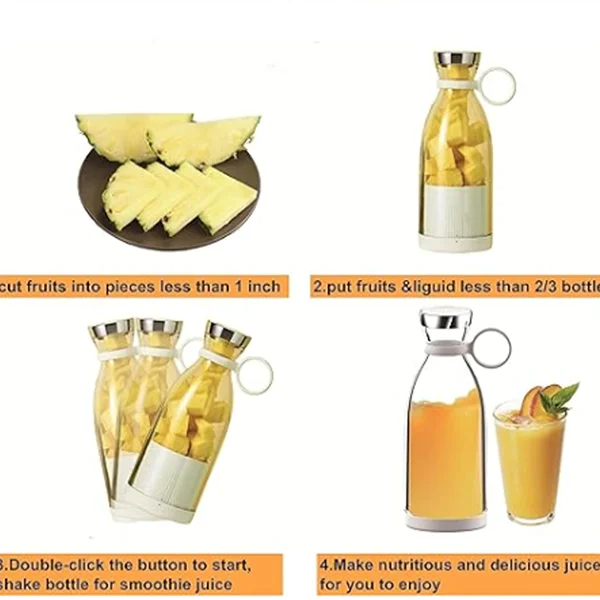 cut fruits into pieces less than 1 inch
2.put fruits &liguid less than 2/3 bottle
3.Double-click the button to start,
shake bottle for smoothie juice
4.Make nutritious and delicious juice
for you to enjoy